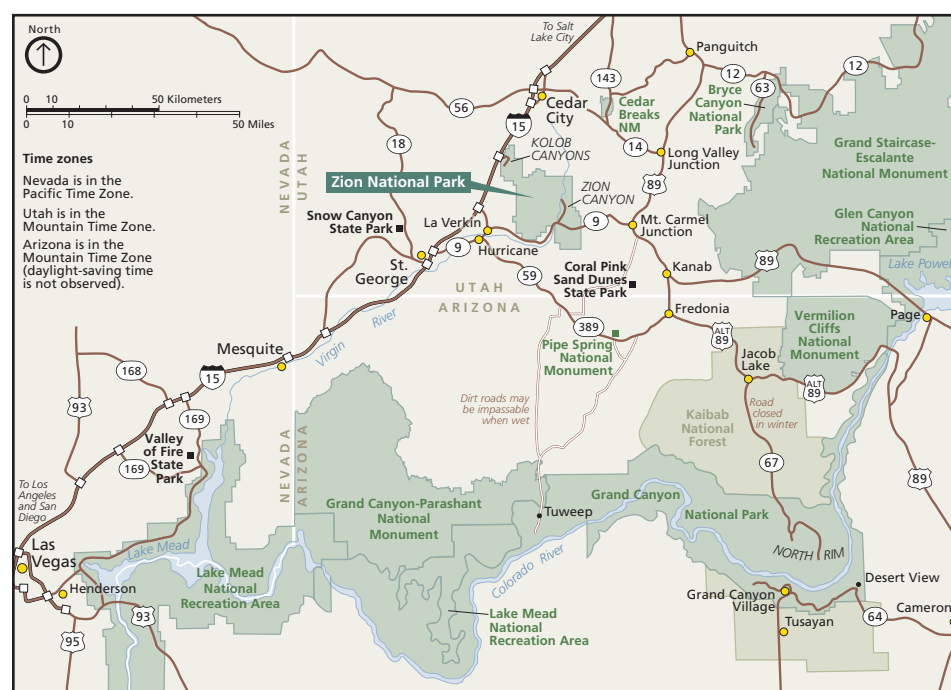 North
0 10 50 Kilometers
0 10 50 Miles
Time zones
Nevada is in the
Pacific Time Zone.
Utah is in the
Mountain Time Zone.
Arizona is in the
Mountain Time Zone
(daylight-saving time
is not observed).
To Salt
Lake City
Panguitch
12
12
63
143
56
Cedar
City
15
Cedar
Breaks
NM
Bryce
Canyon
National
Park
14
Long Valley
Junction
Grand Staircase-
Escalante
National Monument
18
KOLOB
CANYONS
NEVADA
UTAH
Zion National Park
ZION
CANYON
89
Snow Canyon
State Park
La Verkin
9
Mt. Carmel
Junction
Glen Canyon
National
Recreation Area
9
Hurricane
St.
George
59
Coral Pink
Sand Dunes
State Park
Kanab
89
Lake Powell
UTAH
ARIZONA
389
Fredonia
Page
River
Virgin
Mesquite
15
Pipe Spring
National
Monument
ALT
89
Vermilion
Cliffs
National
Monument
Jacob
Lake
168
93
169
Dirt roads may
be impassable
when wet
Road
closed
in winter
ALT
89
Kaibab
National
Forest
Valley
of Fire
State
Park
169
NEVADA
ARIZONA
67
89
To Los
Angeles
and San
Diego
Grand Canyon-Parashant
National
Monument
Grand Canyon
National Park
Tuweep
Las
Vegas
Lake Mead
NORTH RIM
Colorado River
Lake Mead
National
Recreation Area
Henderson
Desert View
Grand Canyon
Village
93
95
Lake Mead
National
Recreation Area
Tusayan
64